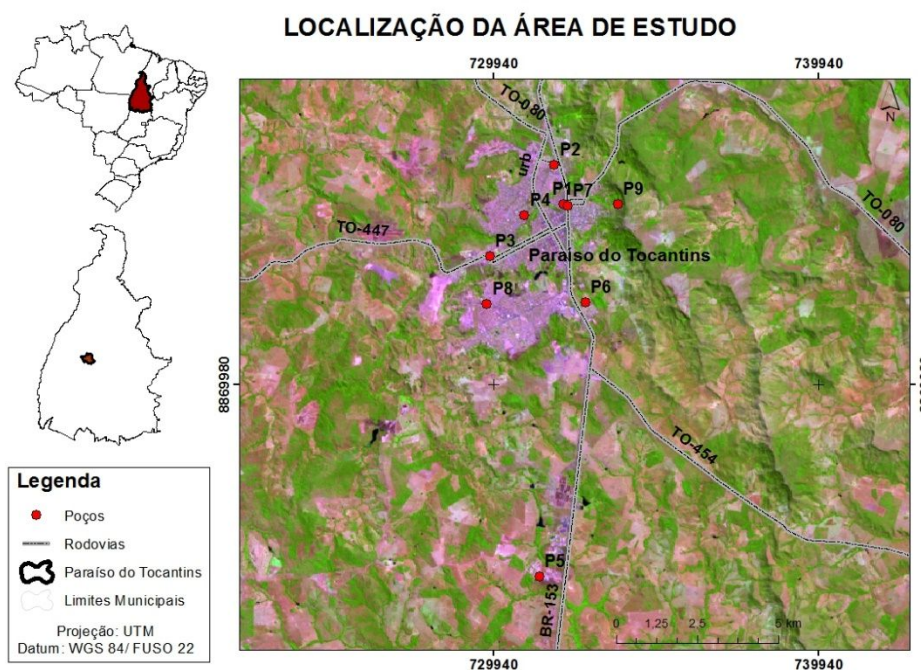 LOCALIZAÇÃO DA ÁREA DE ESTUDO
729940
739940
N
TO-080
urb
P2
P4
P1
P7
P9
TO-080
TO-447
P3
Paraíso do Tocantins
P8
P6
8869980
TO-454
P5
BR-153
0 1,25 2,5 5 km
729940
739940
Legenda
Poços
Rodovias
Paraíso do Tocantins
Limites Municipais
Projeção: UTM
Datum: WGS 84/ FUSO 22